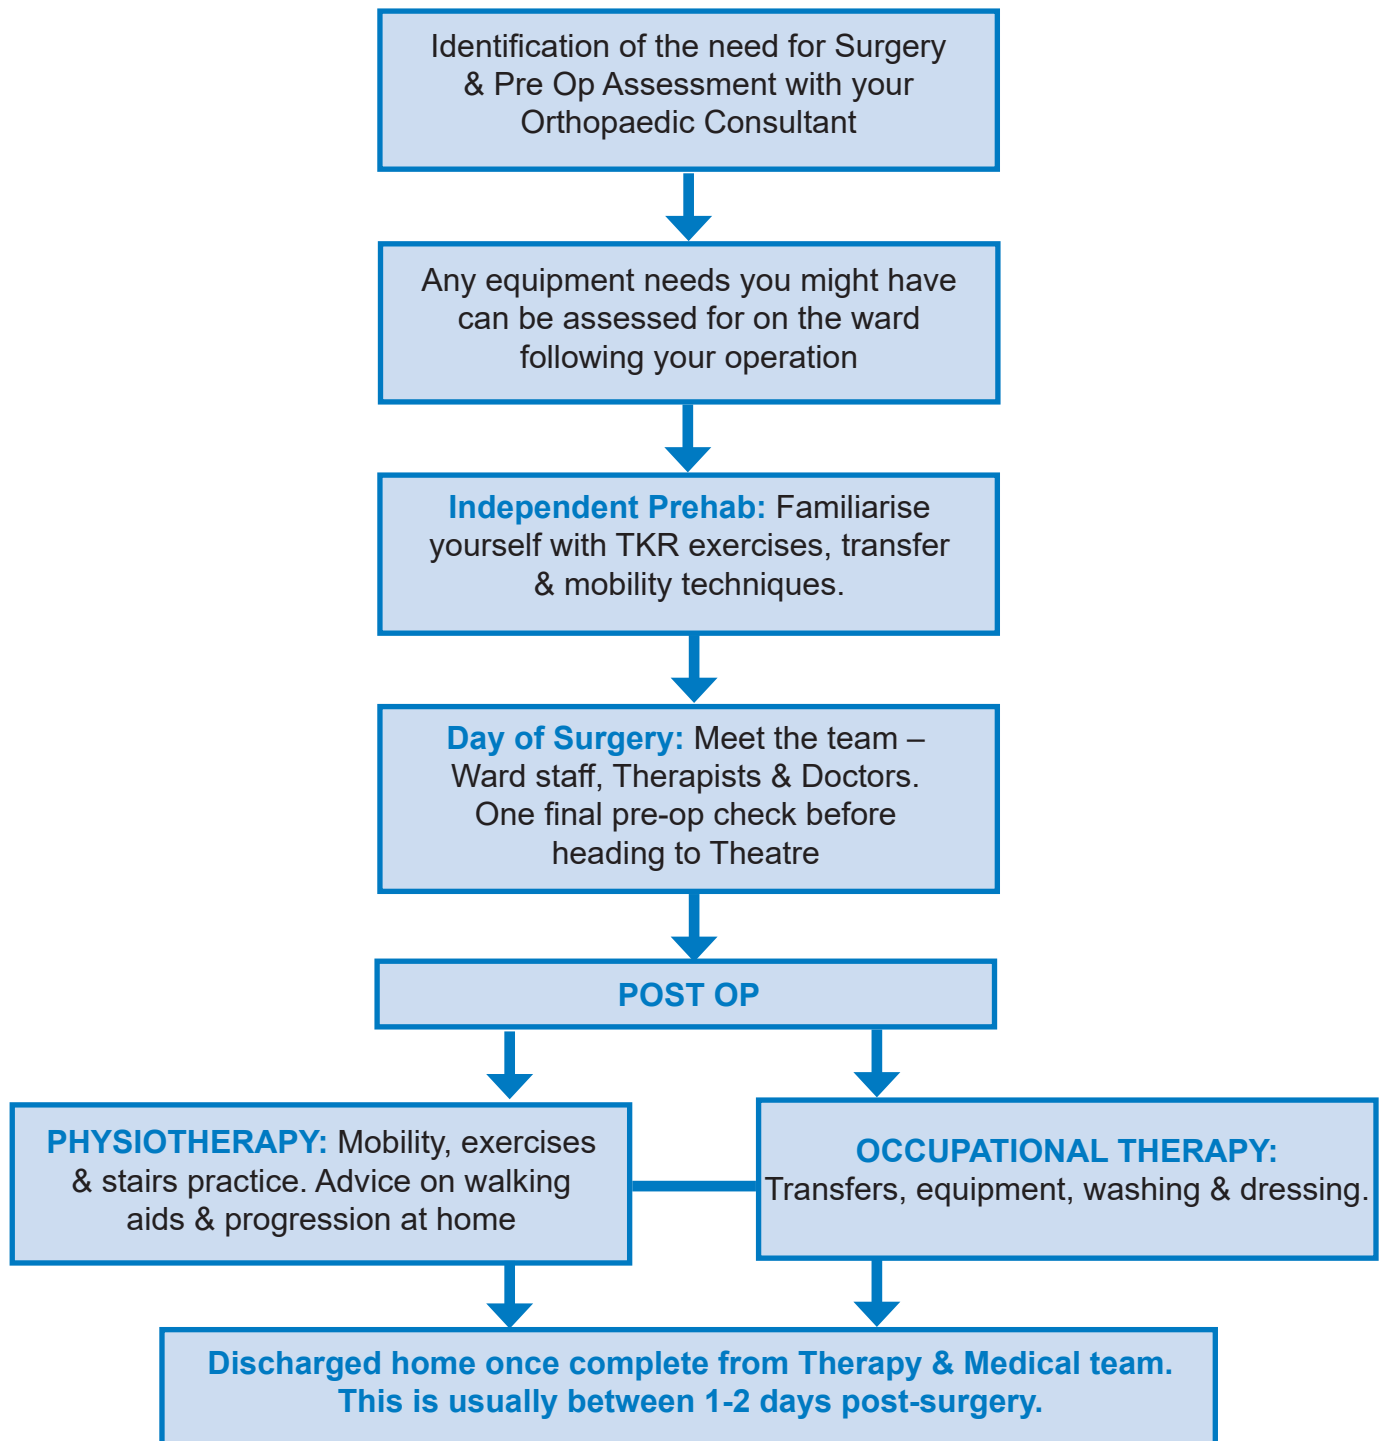 Identification of the need for Surgery
& Pre Op Assessment with your
Orthopaedic Consultant
Any equipment needs you might have
can be assessed for on the ward
following your operation
Independent Prehab: Familiarise
yourself with TKR exercises, transfer
& mobility techniques.
Day of Surgery: Meet the team –
Ward staff, Therapists & Doctors.
One final pre-op check before
heading to Theatre
POST OP
PHYSIOTHERAPY: Mobility, exercises
& stairs practice. Advice on walking
aids & progression at home
OCCUPATIONAL THERAPY:
Transfers, equipment, washing & dressing.
Discharged home once complete from Therapy & Medical team.
This is usually between 1-2 days post-surgery.